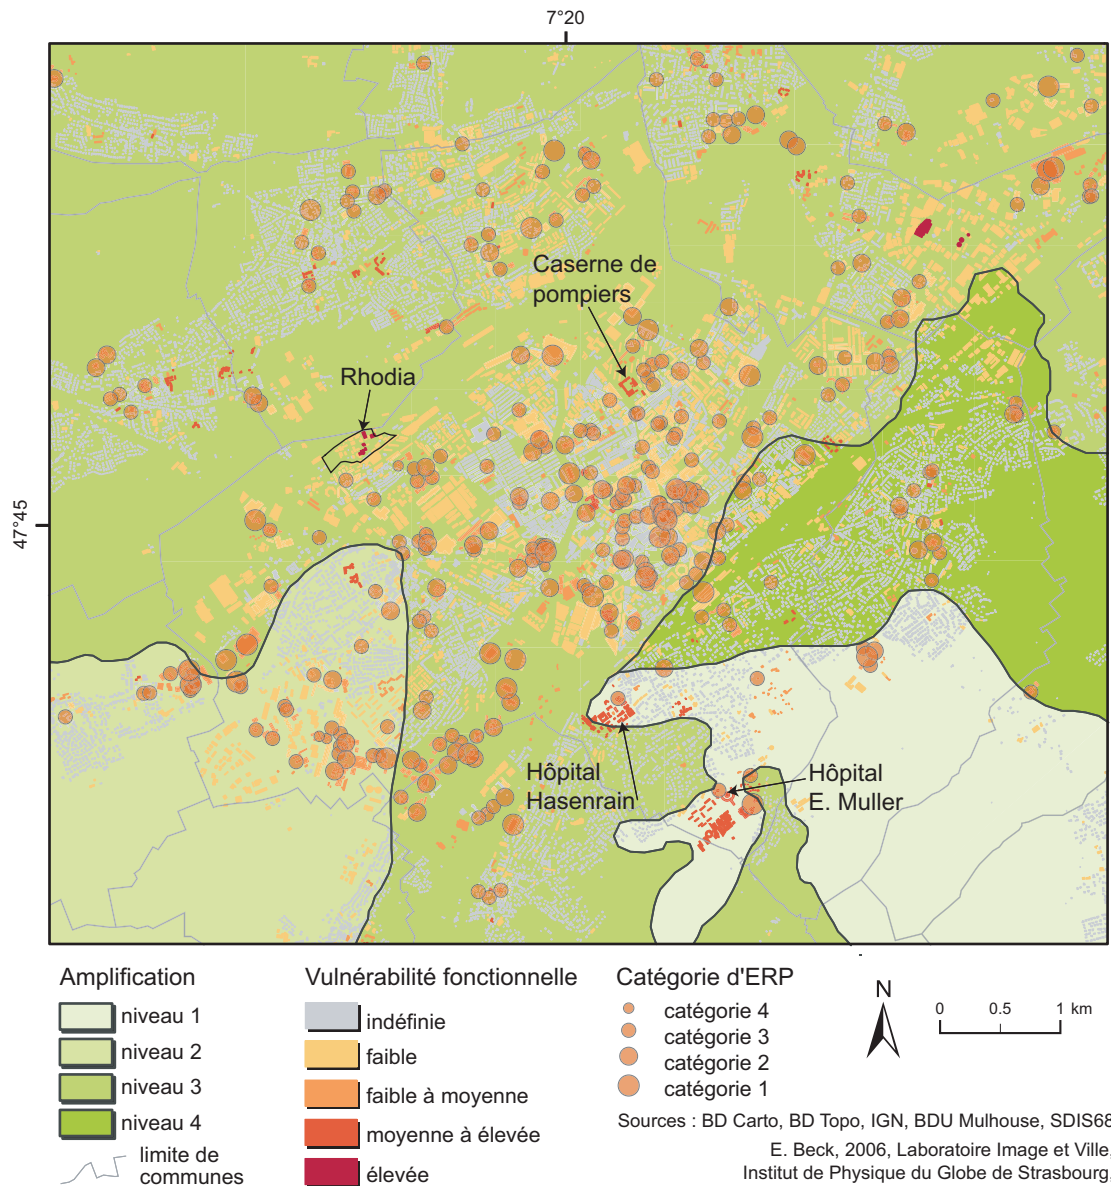 7°20
47°45
Caserne de
pompiers
Rhodia
Hôpital
Hasenrain
Hôpital
E. Muller
Amplification
niveau 1
niveau 2
niveau 3
niveau 4
limite de
communes
Vulnérabilité fonctionnelle
indéfinie
faible
faible à moyenne
moyenne à élevée
élevée
Catégorie d'ERP
catégorie 4
catégorie 3
catégorie 2
catégorie 1
N
0 0.5 1 km
Sources : BD Carto, BD Topo, IGN, BDU Mulhouse, SDIS68
E. Beck, 2006, Laboratoire Image et Ville,
Institut de Physique du Globe de Strasbourg,